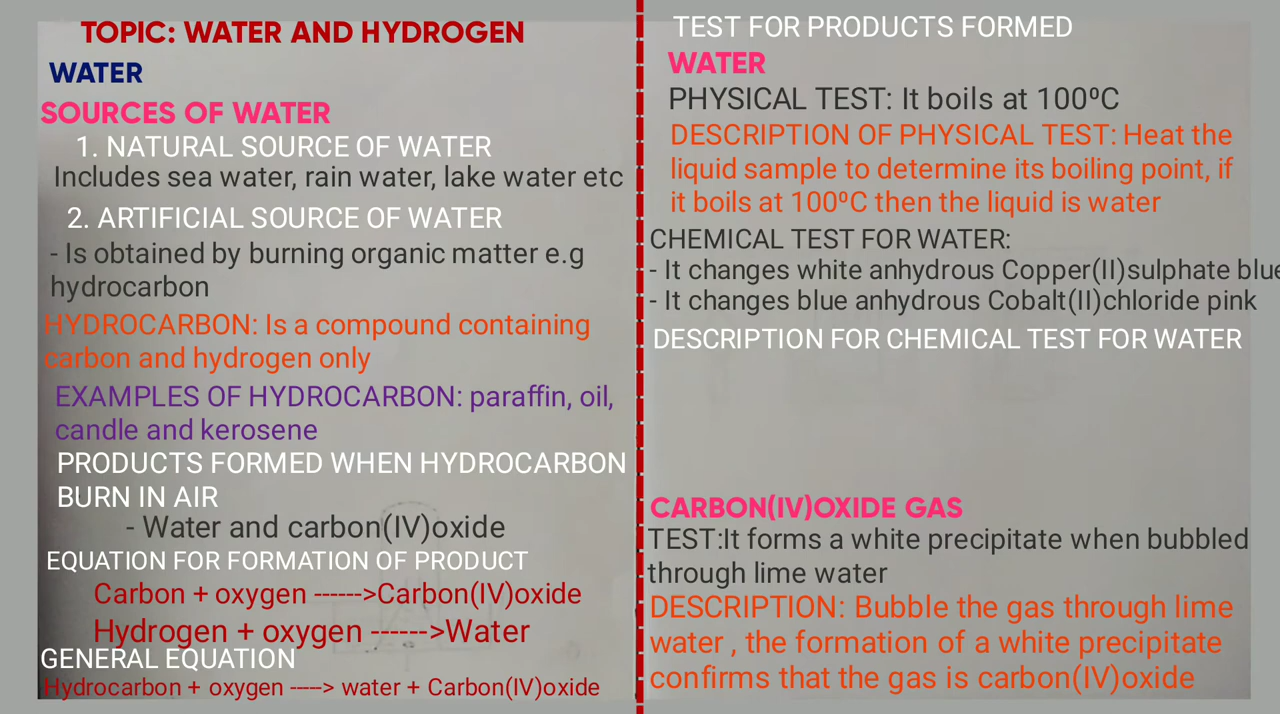 TOPIC: WATER AND HYDROGEN
WATER
SOURCES OF WATER
1. NATURAL SOURCE OF WATER
Includes sea water, rain water, lake water etc
2. ARTIFICIAL SOURCE OF WATER
- Is obtained by burning organic matter e.g
hydrocarbon
HYDROCARBON: Is a compound containing
carbon and hydrogen only
EXAMPLES OF HYDROCARBON: paraffin, oil,
candle and kerosene
PRODUCTS FORMED WHEN HYDROCARBON
BURN IN AIR
- Water and carbon(IV)oxide
EQUATION FOR FORMATION OF PRODUCT
Carbon + oxygen ------>Carbon(IV)oxide
Hydrogen + oxygen ------>Water
GENERAL EQUATION
Hydrocarbon + oxygen -----> water + Carbon(IV)oxide
TEST FOR PRODUCTS FORMED
WATER
PHYSICAL TEST: It boils at 100⁰C
DESCRIPTION OF PHYSICAL TEST: Heat the
liquid sample to determine its boiling point, if
it boils at 100⁰C then the liquid is water
CHEMICAL TEST FOR WATER:
- It changes white anhydrous Copper(II)sulphate blue
- It changes blue anhydrous Cobalt(II)chloride pink
DESCRIPTION FOR CHEMICAL TEST FOR WATER
CARBON(IV)OXIDE GAS
TEST:It forms a white precipitate when bubbled
through lime water
DESCRIPTION: Bubble the gas through lime
water , the formation of a white precipitate
confirms that the gas is carbon(IV)oxide